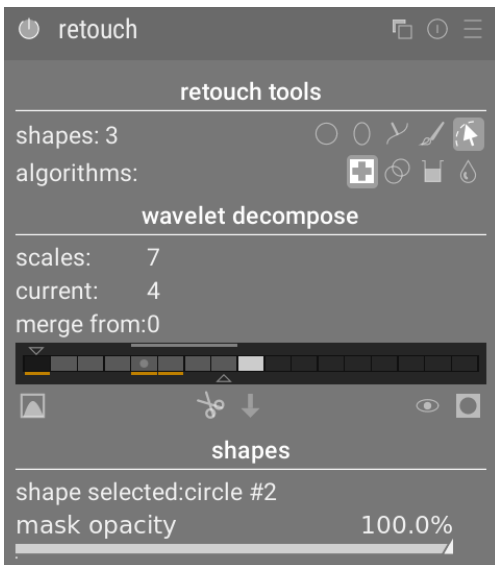 retouch
retouch tools
shapes: 3
algorithms:
wavelet decompose
scales: 7
current: 4
merge from:0
shapes
shape selected:circle #2
mask opacity 100.0%